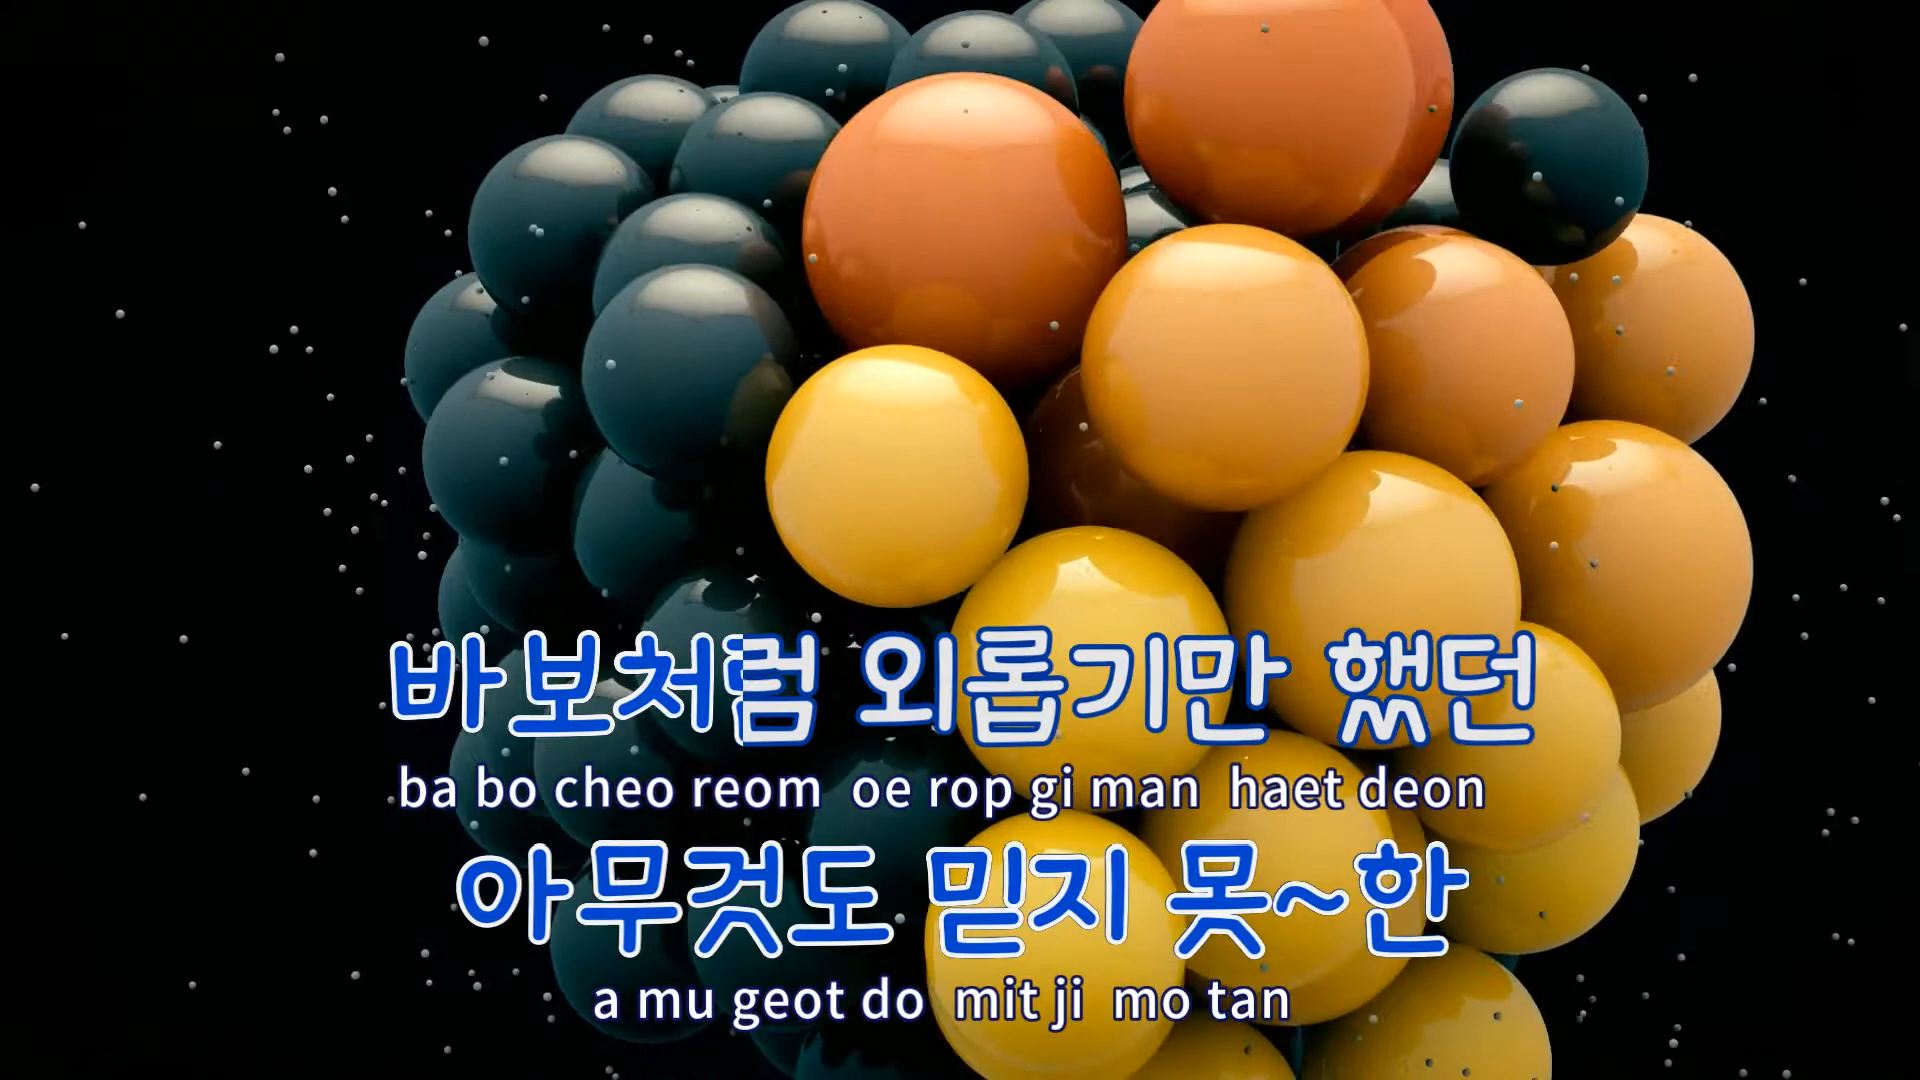 바보처럼 외롭기만 했던
ba bo cheo reom oe rop gi man haet deon
아무것도 믿지 못~한
a mu geot do mit ji mo tan